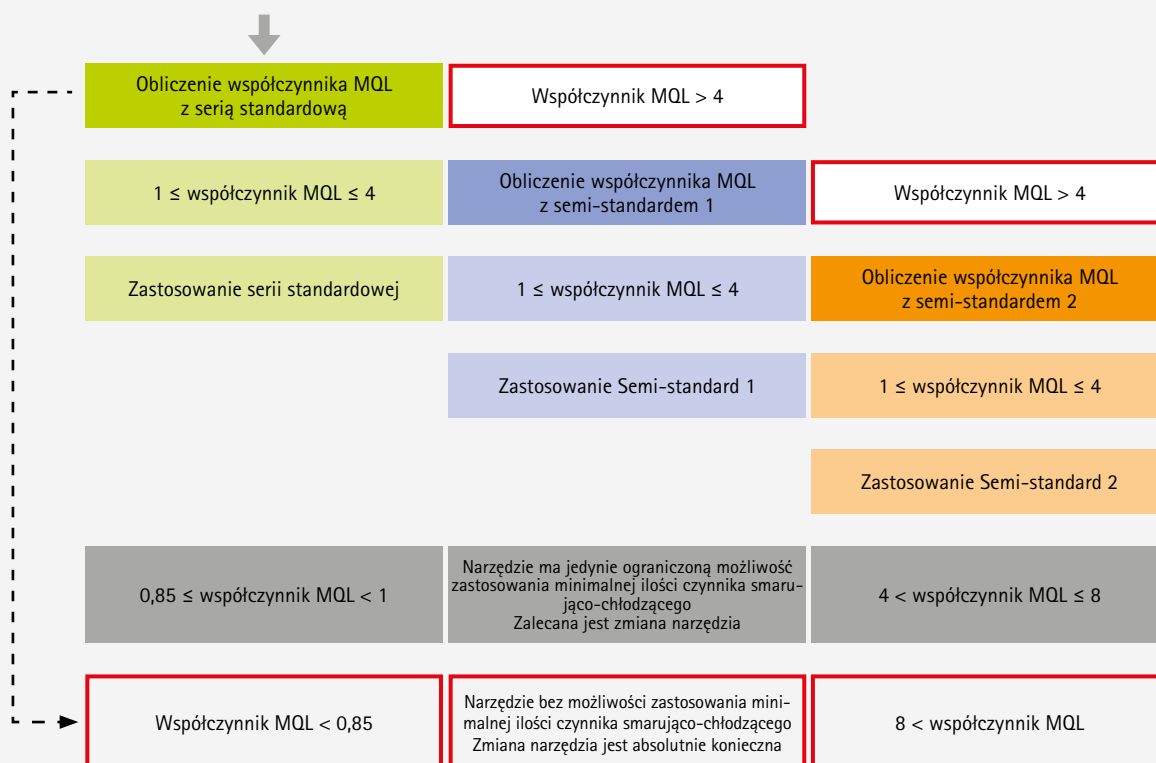 Obliczenie współczynnika MQL
z serią standardową
Współczynnik MQL > 4
1 ≤ współczynnik MQL ≤ 4
Obliczenie współczynnika MQL
z semi-standardem 1
Współczynnik MQL > 4
Zastosowanie serii standardowej
1 ≤ współczynnik MQL ≤ 4
Obliczenie współczynnika MQL
z semi-standardem 2
Zastosowanie Semi-standard 1
1 ≤ współczynnik MQL ≤ 4
Zastosowanie Semi-standard 2
0,85 ≤ współczynnik MQL < 1
Narzędzie ma jedynie ograniczoną możliwość
zastosowania minimalnej ilości czynnika smaru-
jąco-chłodzącego
Zalecana jest zmiana narzędzia
4 < współczynnik MQL ≤ 8
Współczynnik MQL < 0,85
Narzędzie bez możliwości zastosowania mini-
malnej ilości czynnika smarująco-chłodzącego
Zmiana narzędzia jest absolutnie konieczna
8 < współczynnik MQL